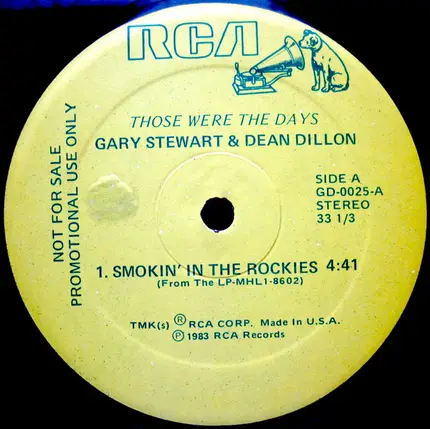 RCA
THOSE WERE THE DAYS
GARY STEWART & DEAN DILLON
NOT FOR SALE
PROMOTIONAL USE ONLY
SIDE A
GD-0025-A
STEREO
33 1/3
1. SMOKIN' IN THE ROCKIES 4:41
(From The LP-MHL1-8602)
TMK(s) ® RCA CORP. Made in U.S.A.
℗ 1983 RCA Records